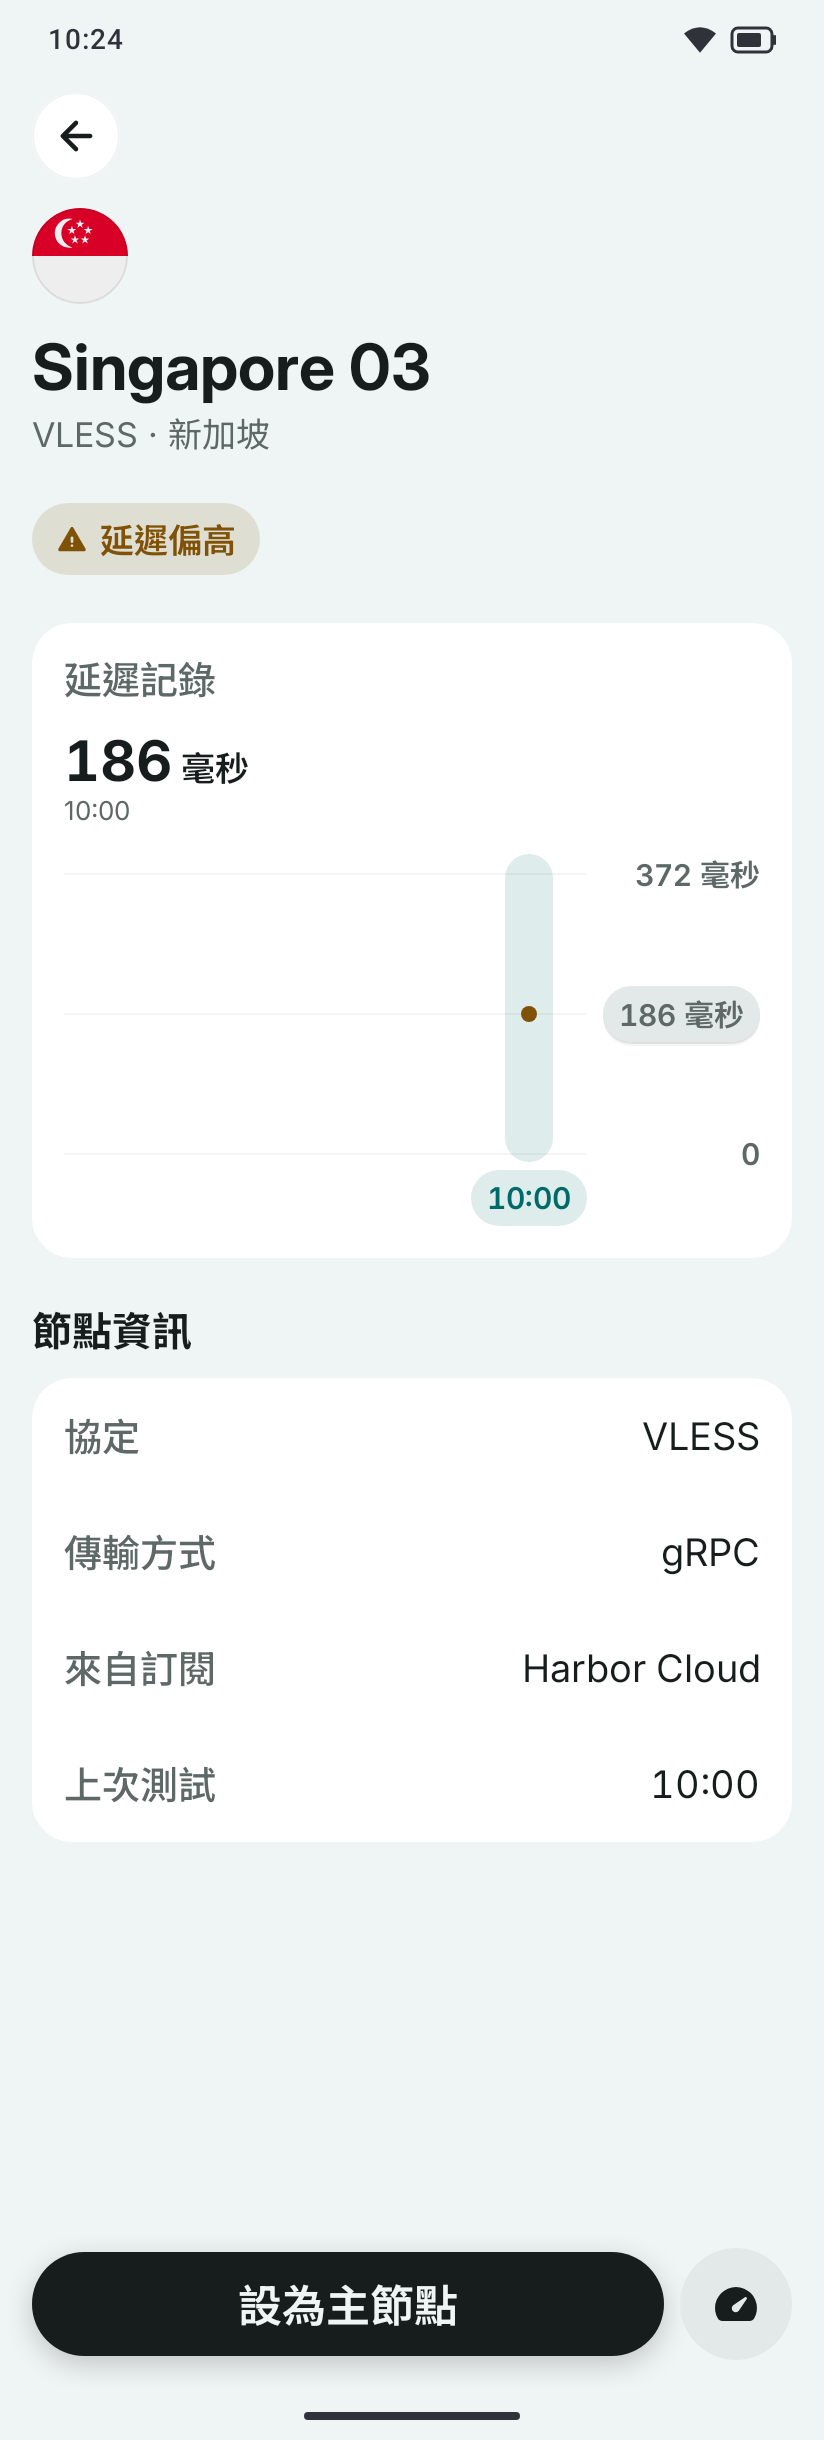 10:24
Singapore 03
VLESS · 新加坡
延遲偏高
延遲記錄
186 毫秒
10:00
372 毫秒
186 毫秒
0
10:00
節點資訊
協定 VLESS
傳輸方式 gRPC
來自訂閱 Harbor Cloud
上次測試 10:00
設為主節點